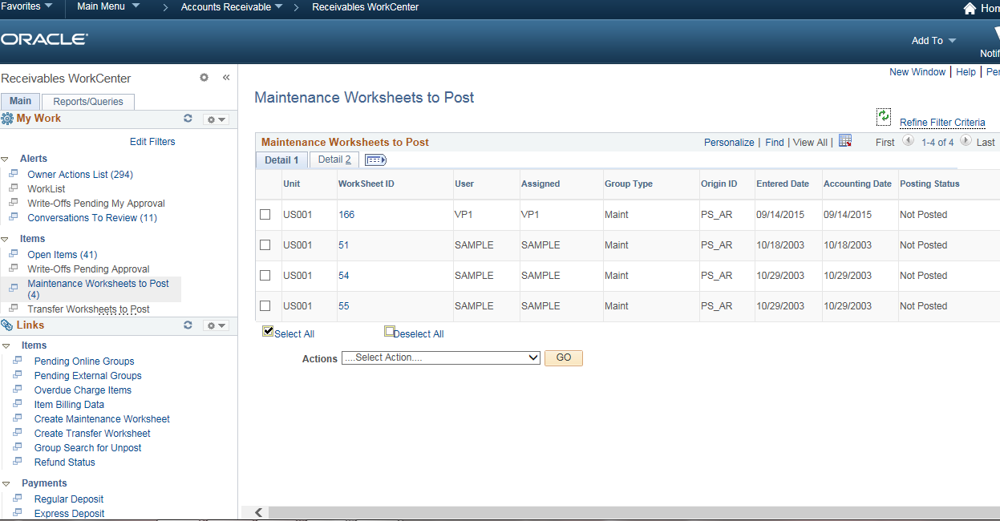 Favorites Main Menu > Accounts Receivable > Receivables WorkCenter
ORACLE
Add To
New Window | Help |
Receivables WorkCenter «
Main Reports/Queries
My Work
Edit Filters
Alerts
Owner Actions List (294)
WorkList
Write-Offs Pending My Approval
Conversations To Review (11)
Items
Open Items (41)
Write-Offs Pending Approval
Maintenance Worksheets to Post
(4)
Transfer Worksheets to Post
Links
Items
Pending Online Groups
Pending External Groups
Overdue Charge Items
Item Billing Data
Create Maintenance Worksheet
Create Transfer Worksheet
Group Search for Unpost
Refund Status
Payments
Regular Deposit
Express Deposit
Maintenance Worksheets to Post
Refine Filter Criteria
Maintenance Worksheets to Post Personalize | Find | View All | First 1-4 of 4 Last
Detail 1 Detail 2
Unit WorkSheet ID User Assigned Group Type Origin ID Entered Date Accounting Date Posting Status
US001 166 VP1 VP1 Maint PS_AR 09/14/2015 09/14/2015 Not Posted
US001 51 SAMPLE SAMPLE Maint PS_AR 10/18/2003 10/18/2003 Not Posted
US001 54 SAMPLE SAMPLE Maint PS_AR 10/29/2003 10/29/2003 Not Posted
US001 55 SAMPLE SAMPLE Maint PS_AR 10/29/2003 10/29/2003 Not Posted
Select All Deselect All
Actions ....Select Action.... GO